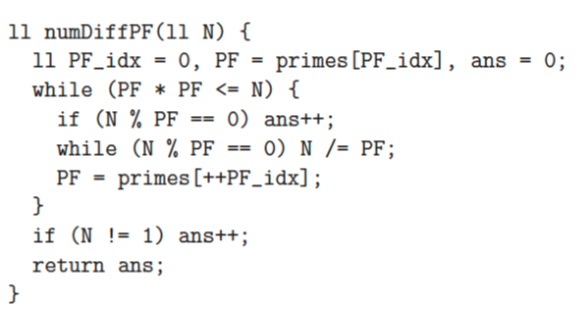 ll numDiffPF(ll N) {
  ll PF_idx = 0, PF = primes[PF_idx], ans = 0;
  while (PF * PF <= N) {
    if (N % PF == 0) ans++;
    while (N % PF == 0) N /= PF;
    PF = primes[++PF_idx];
  }
  if (N != 1) ans++;
  return ans;
}